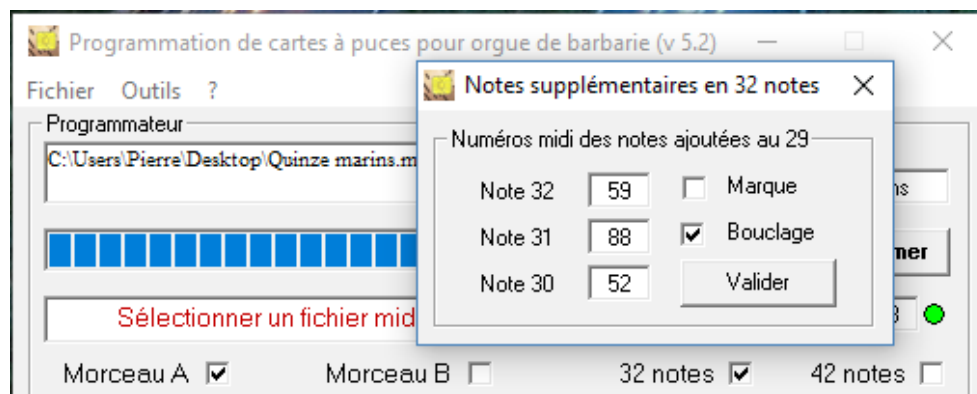 Programmation de cartes à puces pour orgue de barbarie (v 5.2)
Fichier Outils ?
Programmateur
C:\Users\Pierre\Desktop\Quinze marins.m
Sélectionner un fichier mid
Morceau A Morceau B 32 notes 42 notes
Notes supplémentaires en 32 notes
Numéros midi des notes ajoutées au 29
Note 32 59 Marque
Note 31 88 Bouclage
Note 30 52 Valider